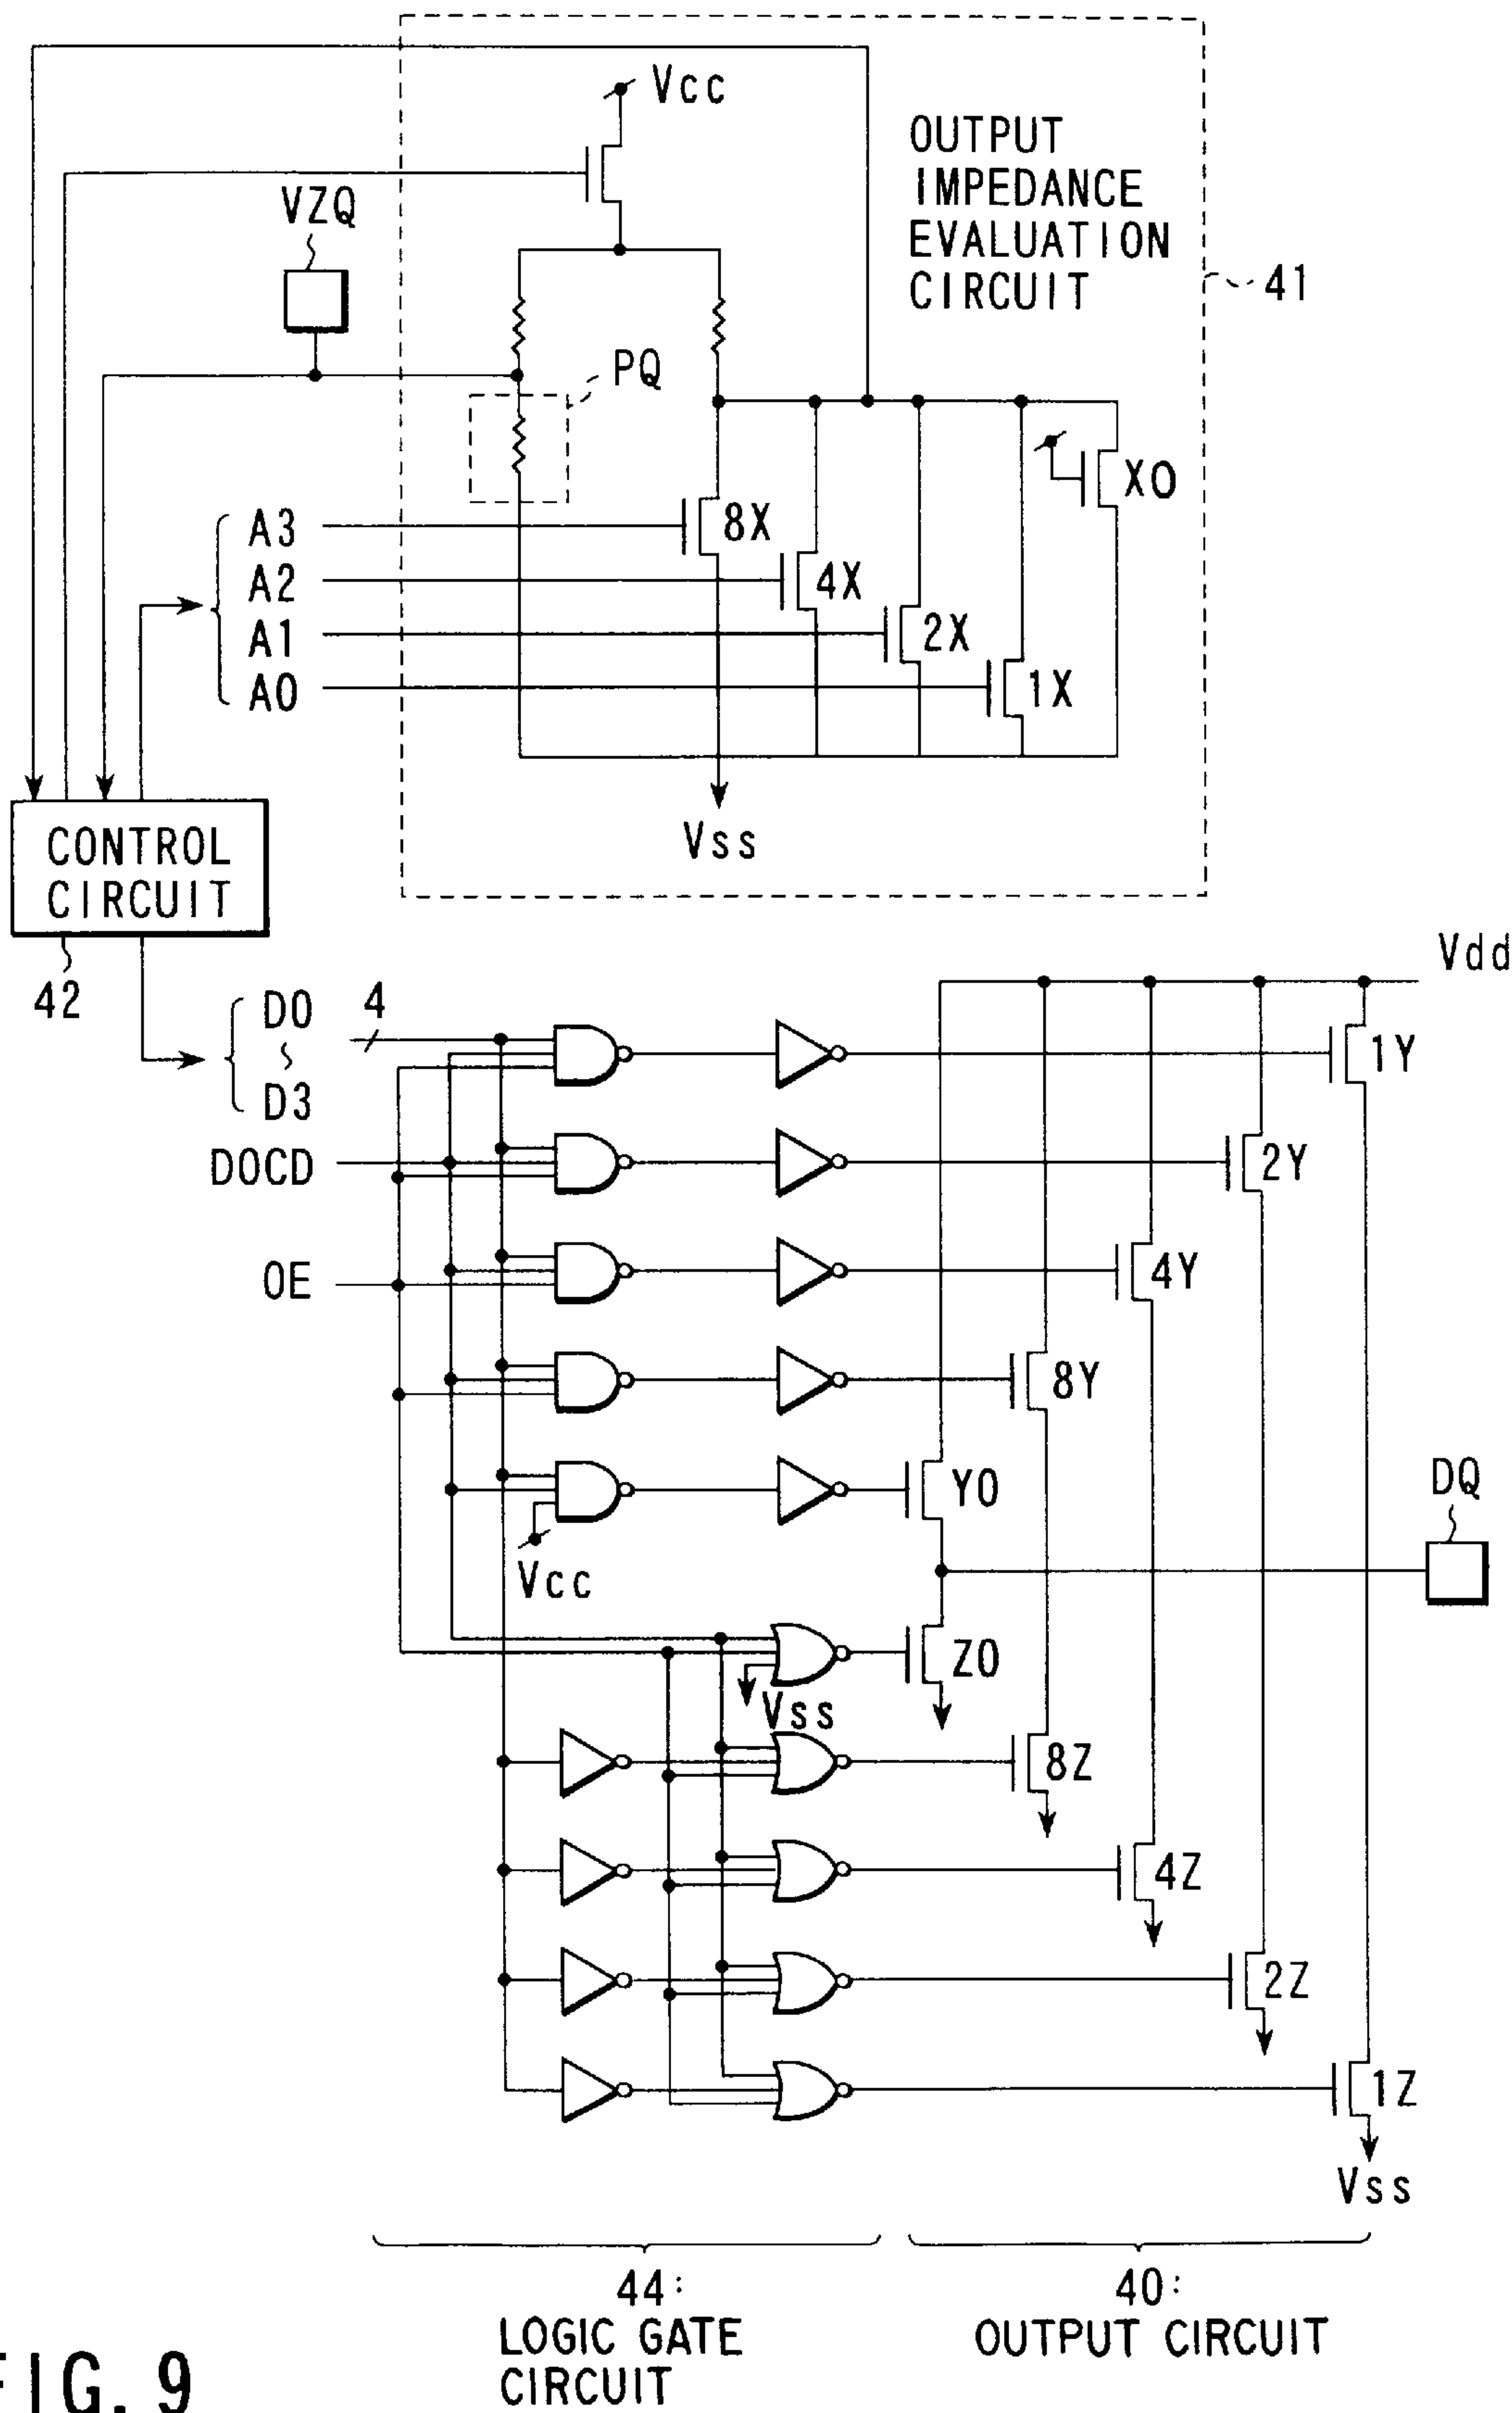 Vcc
OUTPUT
IMPEDANCE
EVALUATION
CIRCUIT
41
VZQ
PQ
X0
A3
8X
A2
4X
A1
2X
A0
1X
Vss
CONTROL
CIRCUIT
42
Vdd
D0
4
D3
1Y
DOCD
2Y
OE
4Y
8Y
Y0
Vcc
DQ
Z0
Vss
8Z
4Z
2Z
1Z
Vss
44:
LOGIC GATE
CIRCUIT
40:
OUTPUT CIRCUIT
FIG. 9